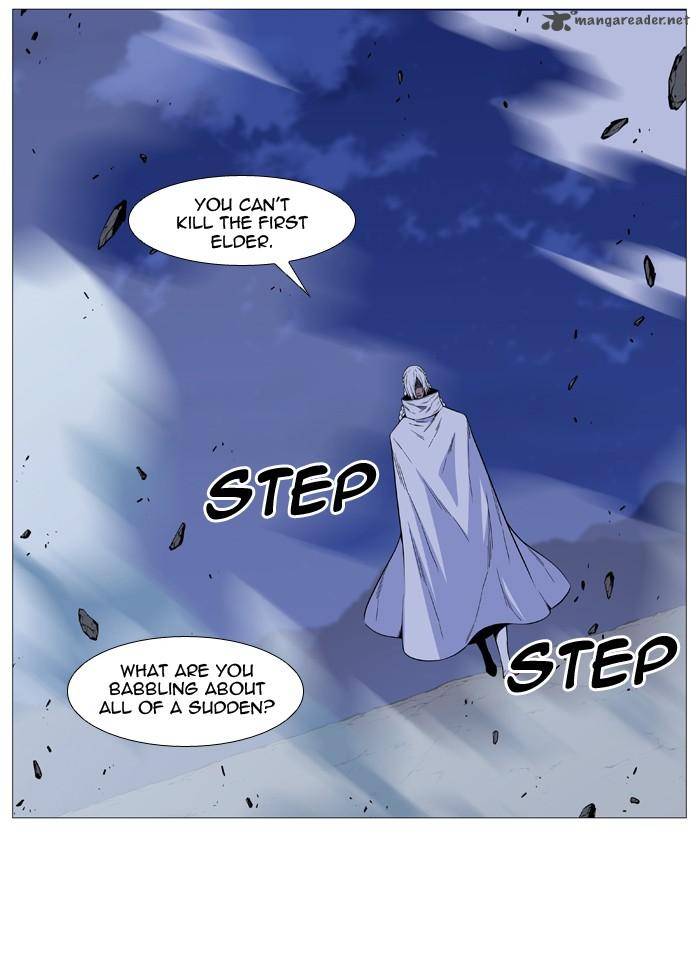 mangareader.net
YOU CAN'T
KILL THE FIRST
ELDER.
STEP
STEP
WHAT ARE YOU
BABBLING ABOUT
ALL OF A SUDDEN?